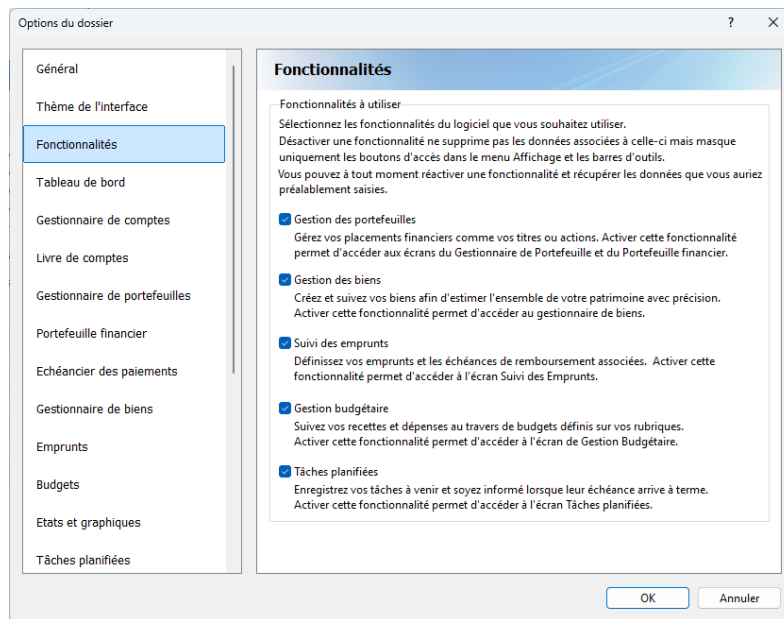 Options du dossier
?
Général
Thème de l'interface
Fonctionnalités
Tableau de bord
Gestionnaire de comptes
Livre de comptes
Gestionnaire de portefeuilles
Portefeuille financier
Echéancier des paiements
Gestionnaire de biens
Emprunts
Budgets
Etats et graphiques
Tâches planifiées
Fonctionnalités
Fonctionnalités à utiliser
Sélectionnez les fonctionnalités du logiciel que vous souhaitez utiliser.
Désactiver une fonctionnalité ne supprime pas les données associées à celle-ci mais masque
uniquement les boutons d'accès dans le menu Affichage et les barres d'outils.
Vous pouvez à tout moment réactiver une fonctionnalité et récupérer les données que vous auriez
préalablement saisies.
Gestion des portefeuilles
Gérez vos placements financiers comme vos titres ou actions. Activer cette fonctionnalité
permet d'accéder aux écrans du Gestionnaire de Portefeuille et du Portefeuille financier.
Gestion des biens
Créez et suivez vos biens afin d'estimer l'ensemble de votre patrimoine avec précision.
Activer cette fonctionnalité permet d'accéder au gestionnaire de biens.
Suivi des emprunts
Définissez vos emprunts et les échéances de remboursement associées.  Activer cette
fonctionnalité permet d'accéder à l'écran Suivi des Emprunts.
Gestion budgétaire
Suivez vos recettes et dépenses au travers de budgets définis sur vos rubriques.
Activer cette fonctionnalité permet d'accéder à l'écran de Gestion Budgétaire.
Tâches planifiées
Enregistrez vos tâches à venir et soyez informé lorsque leur échéance arrive à terme.
Activer cette fonctionnalité permet d'accéder à l'écran Tâches planifiées.
OK
Annuler